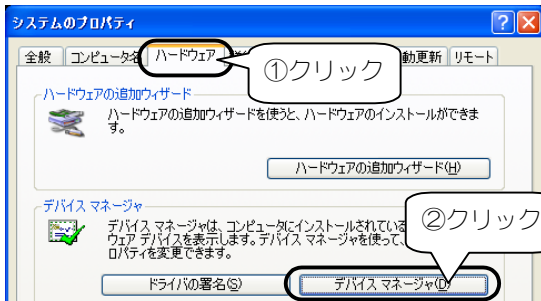 システムのプロパティ
全般 コンピュータ名 ハードウェア 動更新 リモート
①クリック
ハードウェアの追加ウィザード
ハードウェアの追加ウィザードを使うと、ハードウェアのインストールができま
す。
ハードウェアの追加ウィザード(H)
デバイス マネージャ
デバイス マネージャは、コンピュータにインストールされている
ウェア デバイスを表示します。デバイス マネージャを使って、
ロパティを変更できます。
②クリック
ドライバの署名(S) デバイス マネージャ(D)